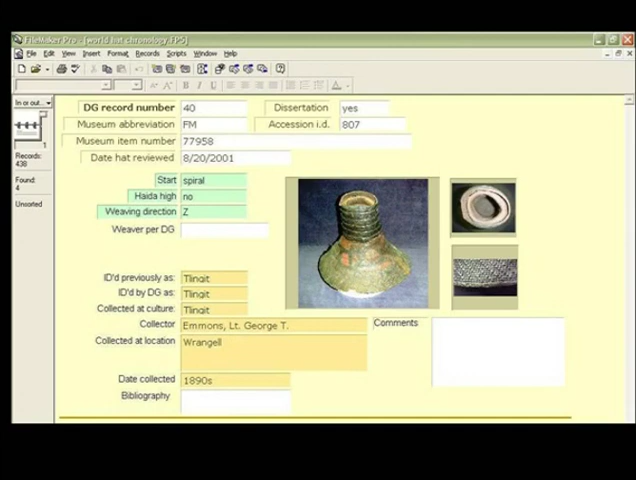 FileMaker Pro - [world hat chronology.FP5]
File Edit View Insert Format Records Scripts Window Help
In or out...
1
Records:
438
Found:
4
Unsorted
DG record number 40 Dissertation yes
Museum abbreviation FM Accession i.d. 807
Museum item number 77958
Date hat reviewed 8/20/2001
Start spiral
Haida high no
Weaving direction Z
Weaver per DG
ID'd previously as: Tlingit
ID'd by DG as: Tlingit
Collected at culture: Tlingit
Collector Emmons, Lt. George T. Comments
Collected at location Wrangell
Date collected 1890s
Bibliography